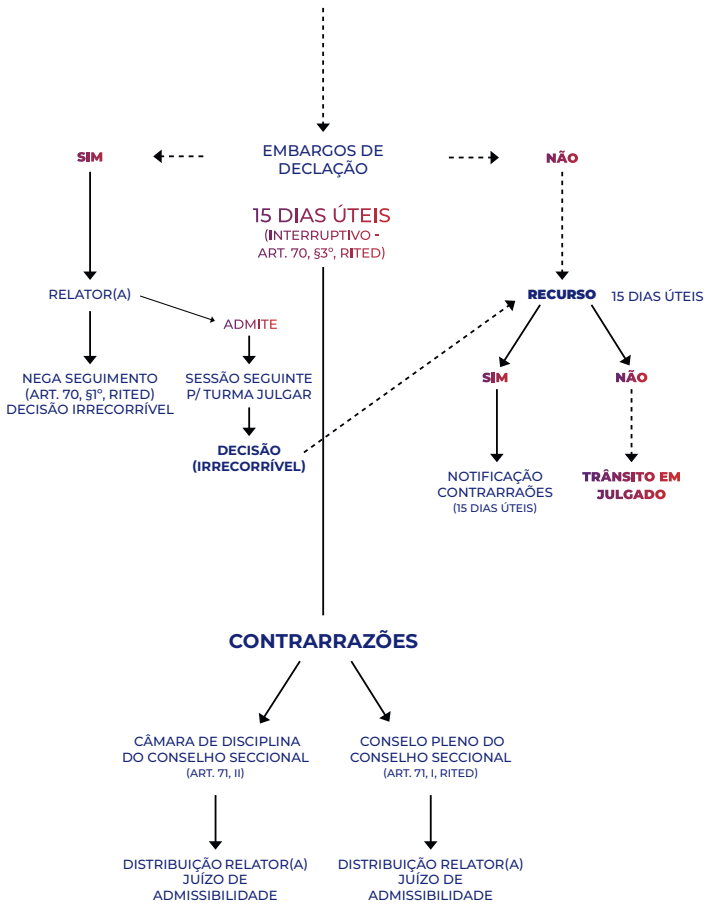 EMBARGOS DE
DECLAÇÃO
SIM
NÃO
15 DIAS ÚTEIS
(INTERRUPTIVO -
ART. 70, §3º, RITED)
RELATOR(A)
ADMITE
RECURSO
15 DIAS ÚTEIS
NEGA SEGUIMENTO
(ART. 70, §1º, RITED)
DECISÃO IRRECORRÍVEL
SESSÃO SEGUINTE
P/ TURMA JULGAR
DECISÃO
(IRRECORRÍVEL)
SIM
NÃO
NOTIFICAÇÃO
CONTRARRAÕES
(15 DIAS ÚTEIS)
TRÂNSITO EM
JULGADO
CONTRARRAZÕES
CÂMARA DE DISCIPLINA
DO CONSELHO SECCIONAL
(ART. 71, II)
CONSELO PLENO DO
CONSELHO SECCIONAL
(ART. 71, I, RITED)
DISTRIBUIÇÃO RELATOR(A)
JUÍZO DE
ADMISSIBILIDADE
DISTRIBUIÇÃO RELATOR(A)
JUÍZO DE
ADMISSIBILIDADE